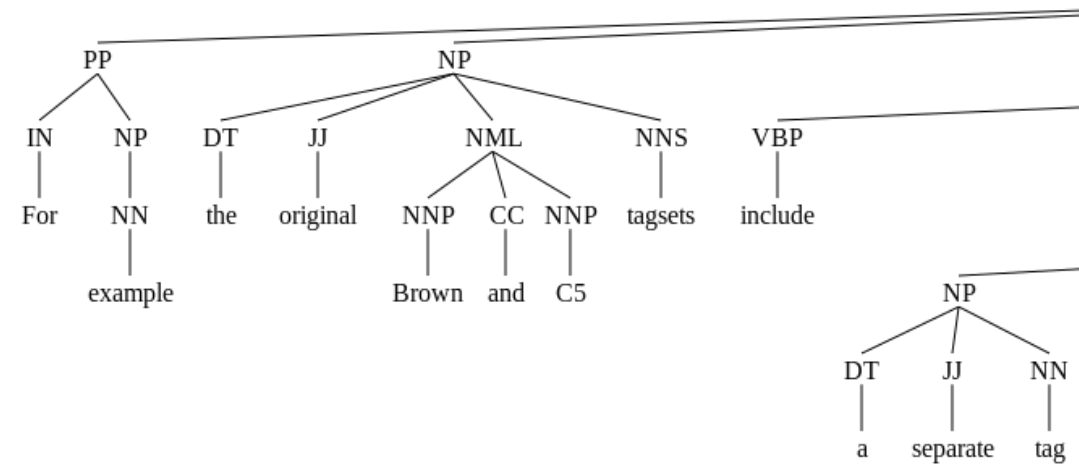 PP NP
IN NP DT JJ NML NNS VBP
For NN the original NNP CC NNP tagsets include
example Brown and C5 NP
DT JJ NN
a separate tag